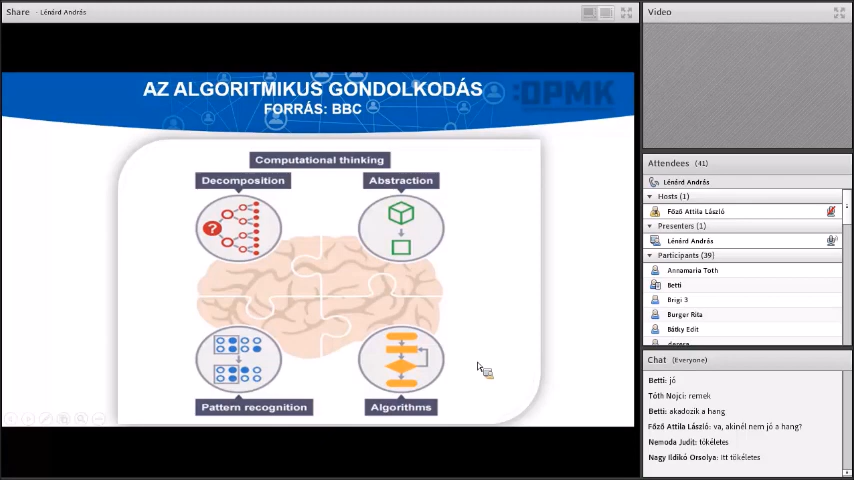 Share - Lénárd András
AZ ALGORITMIKUS GONDOLKODÁS
FORRÁS: BBC
:OPMK
Computational thinking
Decomposition
Abstraction
?
Pattern recognition
Algorithms
Video
Attendees (41)
Lénárd András
Hosts (1)
Főző Attila László
Presenters (1)
Lénárd András
Participants (39)
Annamaria Toth
Betti
Brigi 3
Burger Rita
Bátky Edit
Chat (Everyone)
Betti: jó
Tóth Nojci: remek
Betti: akadozik a hang
Főző Attila László: va, akinél nem jó a hang?
Nemoda Judit: tökéletes
Nagy Ildikó Orsolya: Itt tökéletes